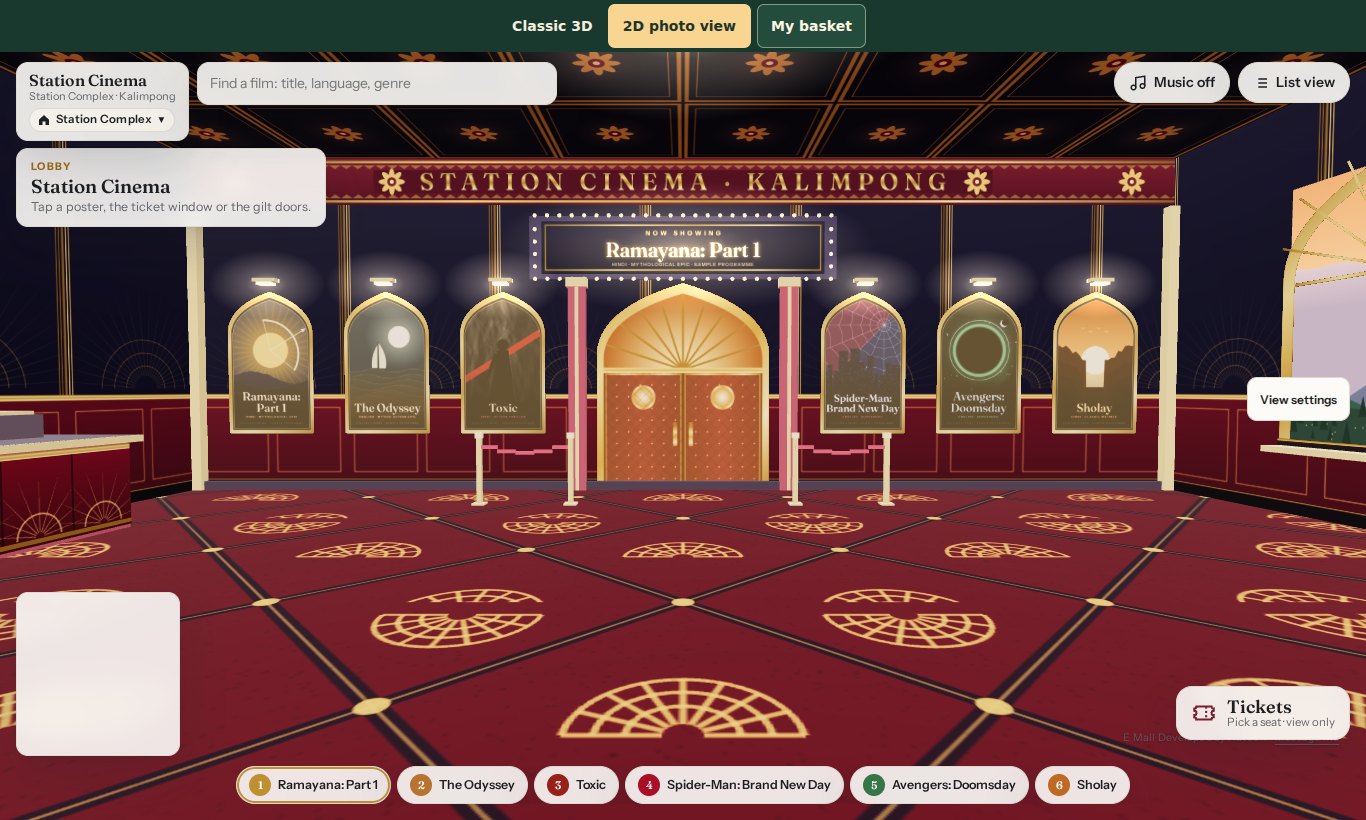 Classic 3D
2D photo view
My basket
Station Cinema
Station Complex · Kalimpong
Station Complex ▾
Find a film: title, language, genre
Music off
List view
LOBBY
Station Cinema
Tap a poster, the ticket window or the gilt doors.
STATION CINEMA · KALIMPONG
NOW SHOWING
Ramayana: Part 1
HINDI · MYTHOLOGICAL EPIC · SAMPLE PROGRAMME
Ramayana:
Part 1
The Odyssey
Toxic
Spider-Man:
Brand New Day
Avengers:
Doomsday
Sholay
View settings
Tickets
Pick a seat · view only
E Mall
1 Ramayana: Part 1
2 The Odyssey
3 Toxic
4 Spider-Man: Brand New Day
5 Avengers: Doomsday
6 Sholay